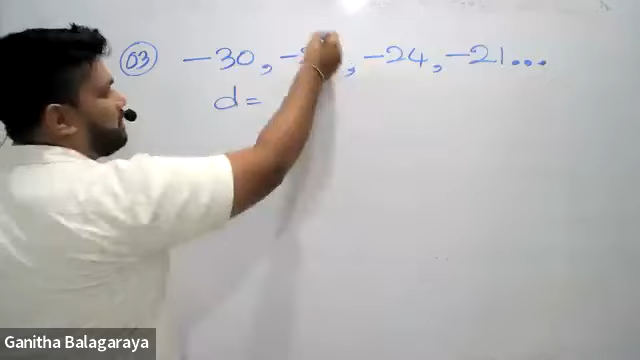 03 -30, , -24, -21...
d =
Ganitha Balagaraya